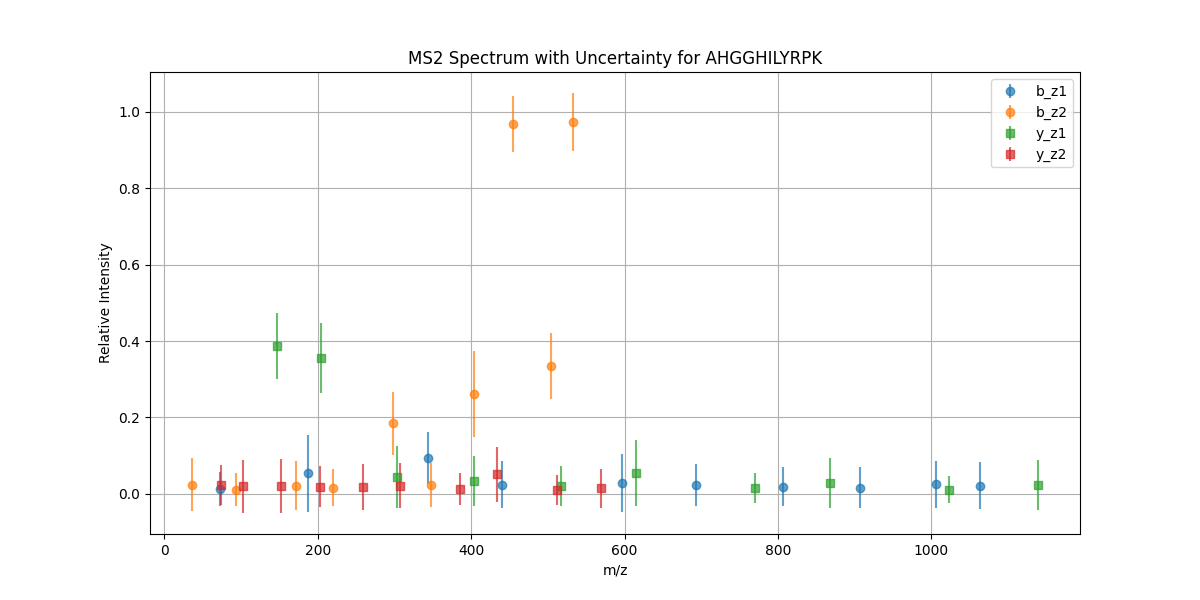 MS2 Spectrum with Uncertainty for AHGGHILYRPK
b_z1
b_z2
y_z1
y_z2
Relative Intensity
1.0
0.8
0.6
0.4
0.2
0.0
0 200 400 600 800 1000
m/z